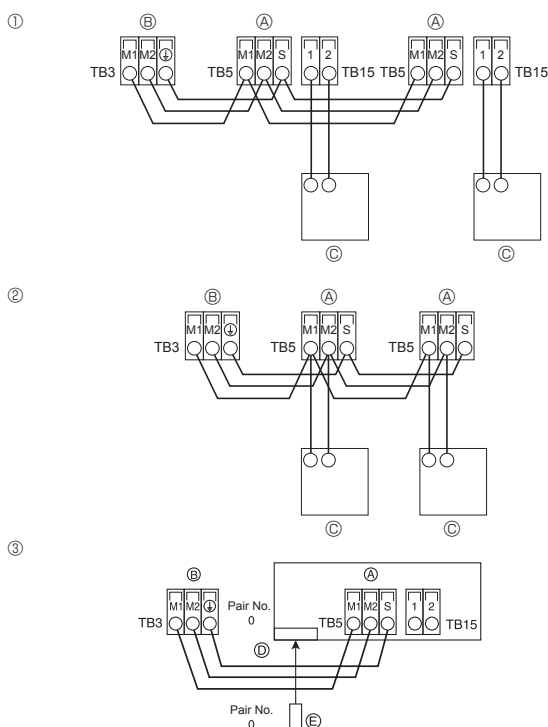 ①
Ⓑ Ⓐ Ⓐ
M1 M2 ⏚ M1 M2 S 1 2 M1 M2 S 1 2
TB3 TB5 TB15 TB5 TB15
Ⓒ Ⓒ
②
Ⓑ Ⓐ Ⓐ
M1 M2 ⏚ M1 M2 S M1 M2 S
TB3 TB5 TB5
Ⓒ Ⓒ
③
Ⓑ Ⓐ
M1 M2 ⏚ Pair No. M1 M2 S 1 2
TB3 0 TB5 TB15
Ⓓ
Pair No.
0 Ⓔ